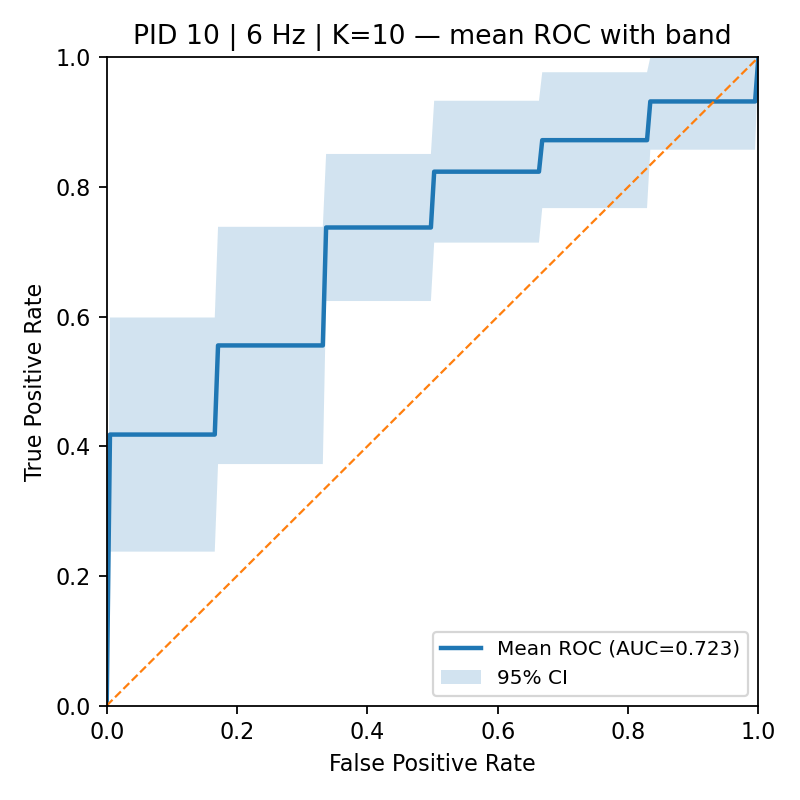 PID 10 | 6 Hz | K=10 — mean ROC with band
True Positive Rate
1.0
0.8
0.6
0.4
0.2
0.0
Mean ROC (AUC=0.723)
95% CI
0.0 0.2 0.4 0.6 0.8 1.0
False Positive Rate